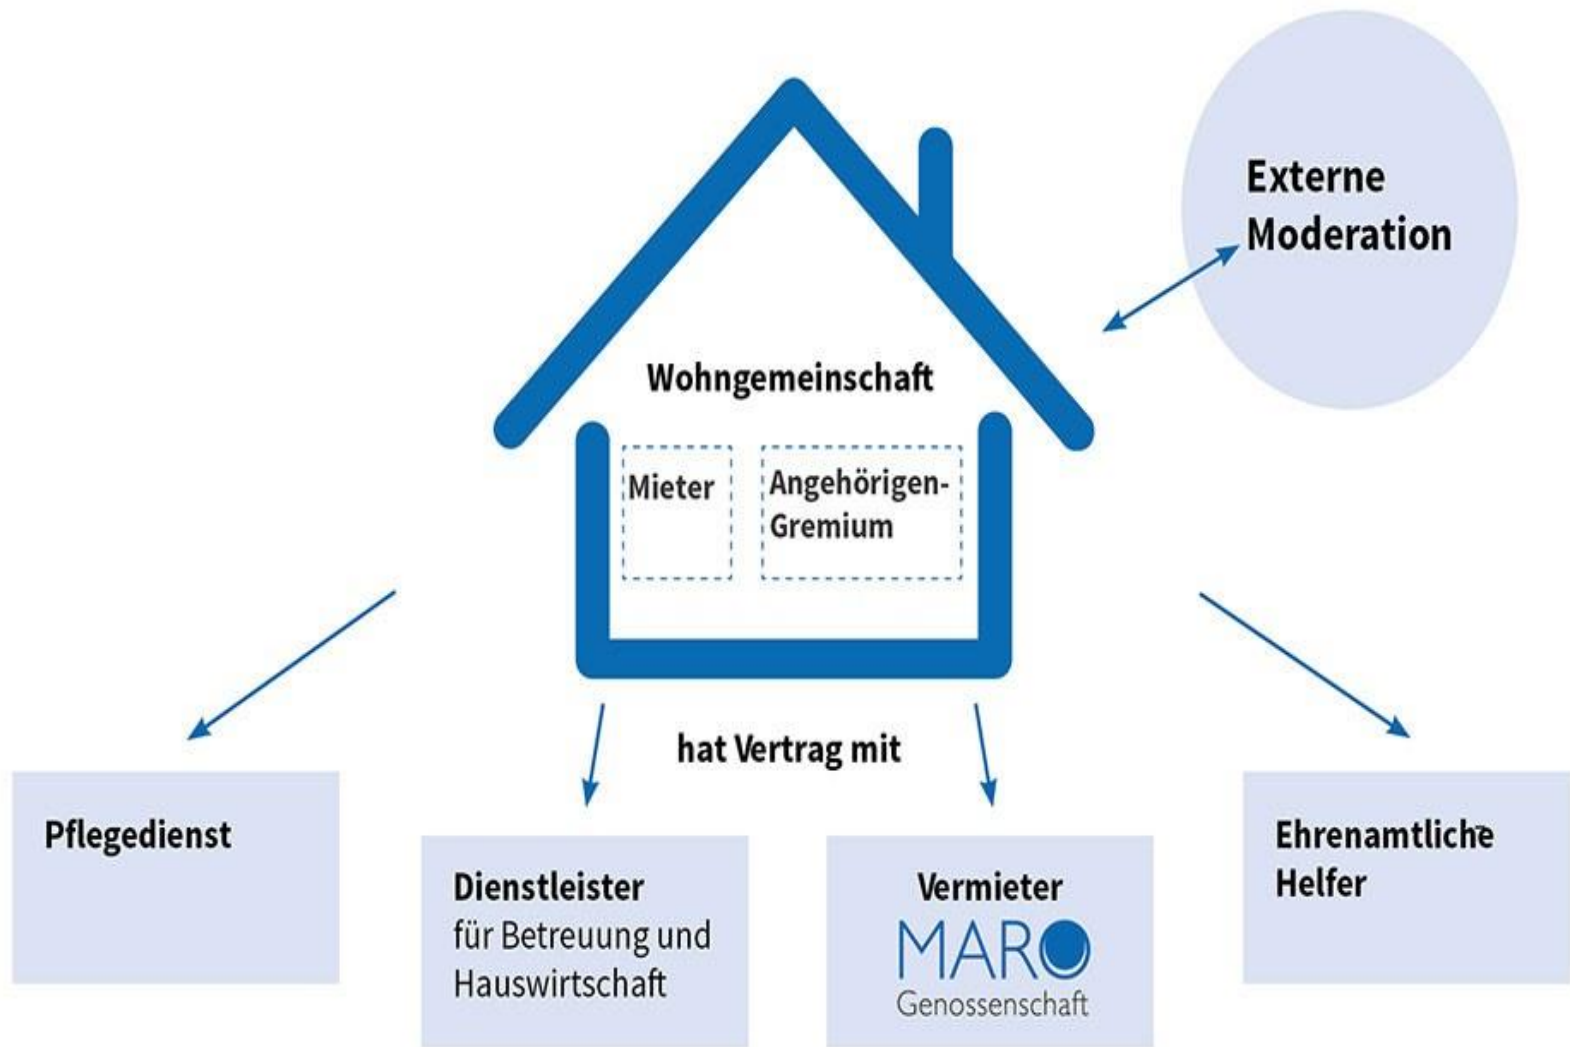 Externe
Moderation
Wohngemeinschaft
Mieter
Angehörigen-
Gremium
hat Vertrag mit
Pflegedienst
Dienstleister
für Betreuung und
Hauswirtschaft
Vermieter
MARO
Genossenschaft
Ehrenamtliche
Helfer